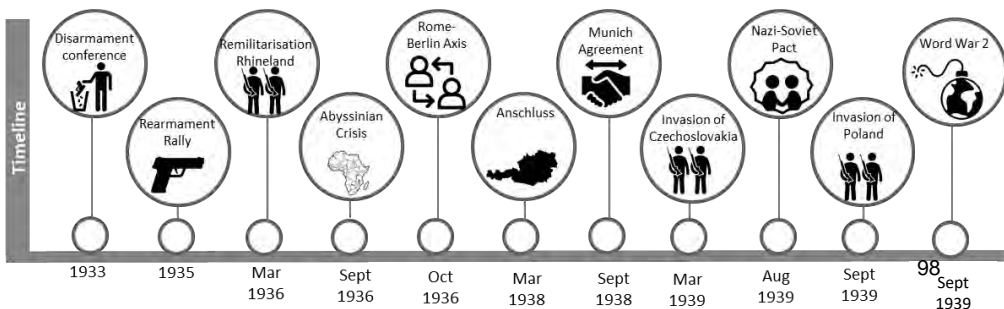 Timeline
Disarmament
conference
Rearmament
Rally
Remilitarisation
Rhineland
Abyssinian
Crisis
Rome-
Berlin Axis
Anschluss
Munich
Agreement
Invasion of
Czechoslovakia
Nazi-Soviet
Pact
Invasion of
Poland
Word War 2
1933
1935
Mar
1936
Sept
1936
Oct
1936
Mar
1938
Sept
1938
Mar
1939
Aug
1939
Sept
1939
98
Sept
1939